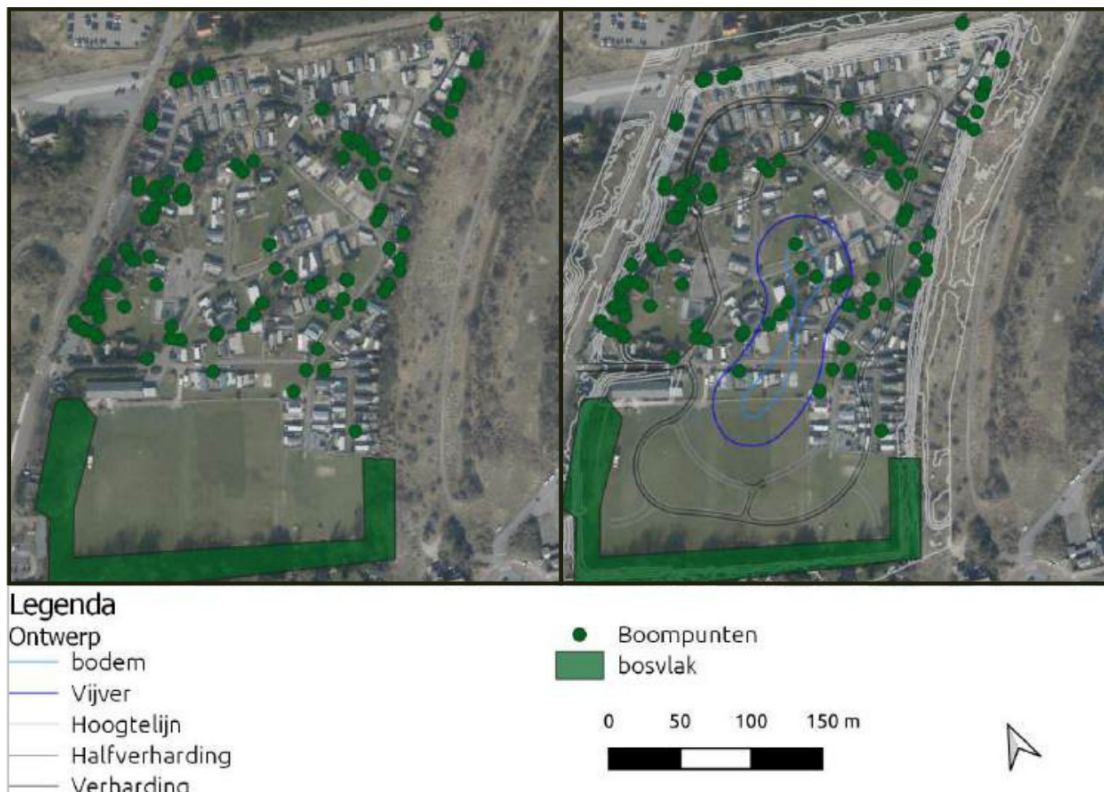 Legenda
Ontwerp
bodem
Vijver
Hoogtelijn
Halfverharding
Verharding
Boompunten
bosvlak
0 50 100 150 m